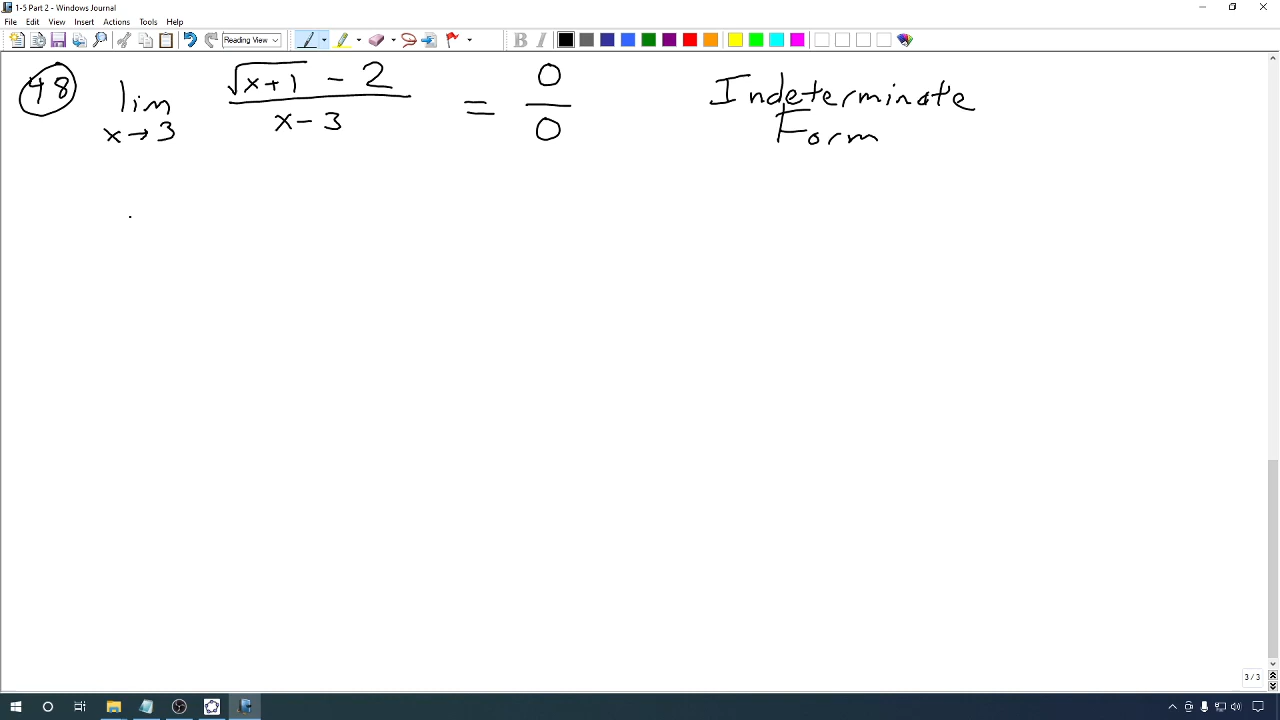 1-5 Part 2 - Windows Journal
File Edit View Insert Actions Tools Help
Reading View B I
48 lim x→3 (√(x+1) - 2)/(x-3) = 0/0 Indeterminate
Form
3 / 3